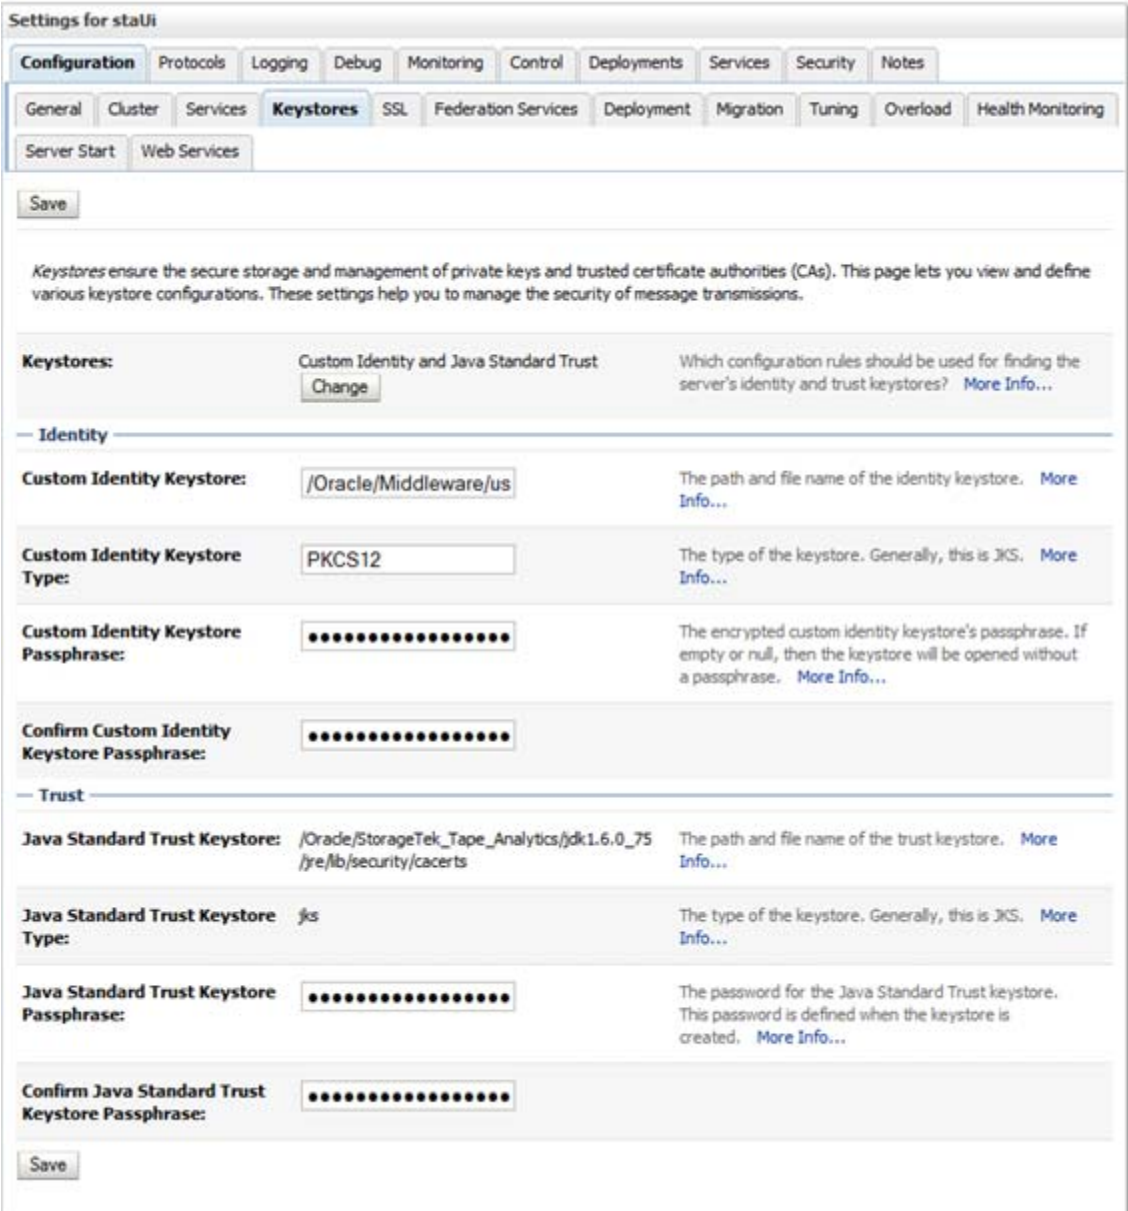 Settings for staUi
Configuration Protocols Logging Debug Monitoring Control Deployments Services Security Notes
General Cluster Services Keystores SSL Federation Services Deployment Migration Tuning Overload Health Monitoring
Server Start Web Services
Save
Keystores ensure the secure storage and management of private keys and trusted certificate authorities (CAs). This page lets you view and define
various keystore configurations. These settings help you to manage the security of message transmissions.
Keystores:
Custom Identity and Java Standard Trust
Change
Which configuration rules should be used for finding the
server's identity and trust keystores? More Info...
Identity
Custom Identity Keystore:
/Oracle/Middleware/us
The path and file name of the identity keystore. More
Info...
Custom Identity Keystore
Type:
PKCS12
The type of the keystore. Generally, this is JKS. More
Info...
Custom Identity Keystore
Passphrase:
●●●●●●●●●●●●●●●●●
The encrypted custom identity keystore's passphrase. If
empty or null, then the keystore will be opened without
a passphrase. More Info...
Confirm Custom Identity
Keystore Passphrase:
●●●●●●●●●●●●●●●●●
Trust
Java Standard Trust Keystore:
/Oracle/StorageTek_Tape_Analytics/jdk1.6.0_75
/jre/lib/security/cacerts
The path and file name of the trust keystore. More
Info...
Java Standard Trust Keystore
Type:
jks
The type of the keystore. Generally, this is JKS. More
Info...
Java Standard Trust Keystore
Passphrase:
●●●●●●●●●●●●●●●●●
The password for the Java Standard Trust keystore.
This password is defined when the keystore is
created. More Info...
Confirm Java Standard Trust
Keystore Passphrase:
●●●●●●●●●●●●●●●●●
Save